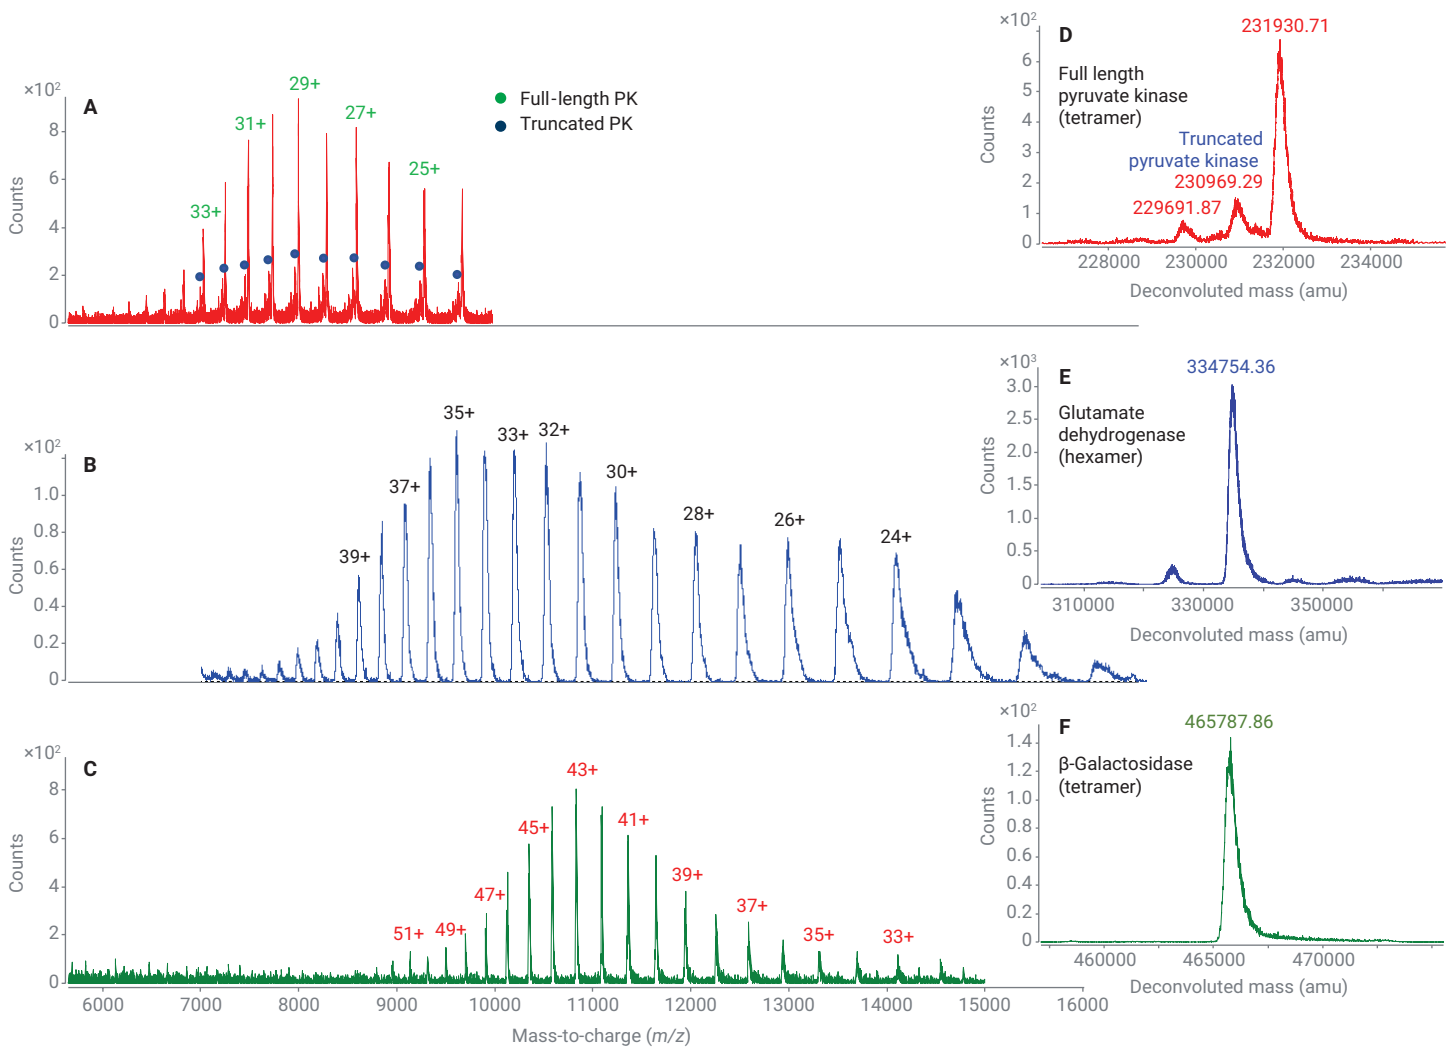 A
×10²
Counts
8
6
4
2
0
33+
31+
29+
27+
25+
Full-length PK
Truncated PK
D
×10²
Counts
6
5
4
3
2
1
0
Full length
pyruvate kinase
(tetramer)
231930.71
Truncated
pyruvate kinase
230969.29
229691.87
228000 230000 232000 234000
Deconvoluted mass (amu)
B
×10²
Counts
1.0
0.8
0.6
0.4
0.2
0
39+
37+
35+
33+
32+
30+
28+
26+
24+
E
×10³
Counts
3.0
2.5
2.0
1.5
1.0
0.5
0
Glutamate
dehydrogenase
(hexamer)
334754.36
310000 330000 350000
Deconvoluted mass (amu)
C
×10²
Counts
8
6
4
2
0
51+
49+
47+
45+
43+
41+
39+
37+
35+
33+
6000 7000 8000 9000 10000 11000 12000 13000 14000 15000 16000
Mass-to-charge (m/z)
F
×10²
Counts
1.4
1.2
1.0
0.8
0.6
0.4
0.2
0
β-Galactosidase
(tetramer)
465787.86
460000 465000 470000
Deconvoluted mass (amu)